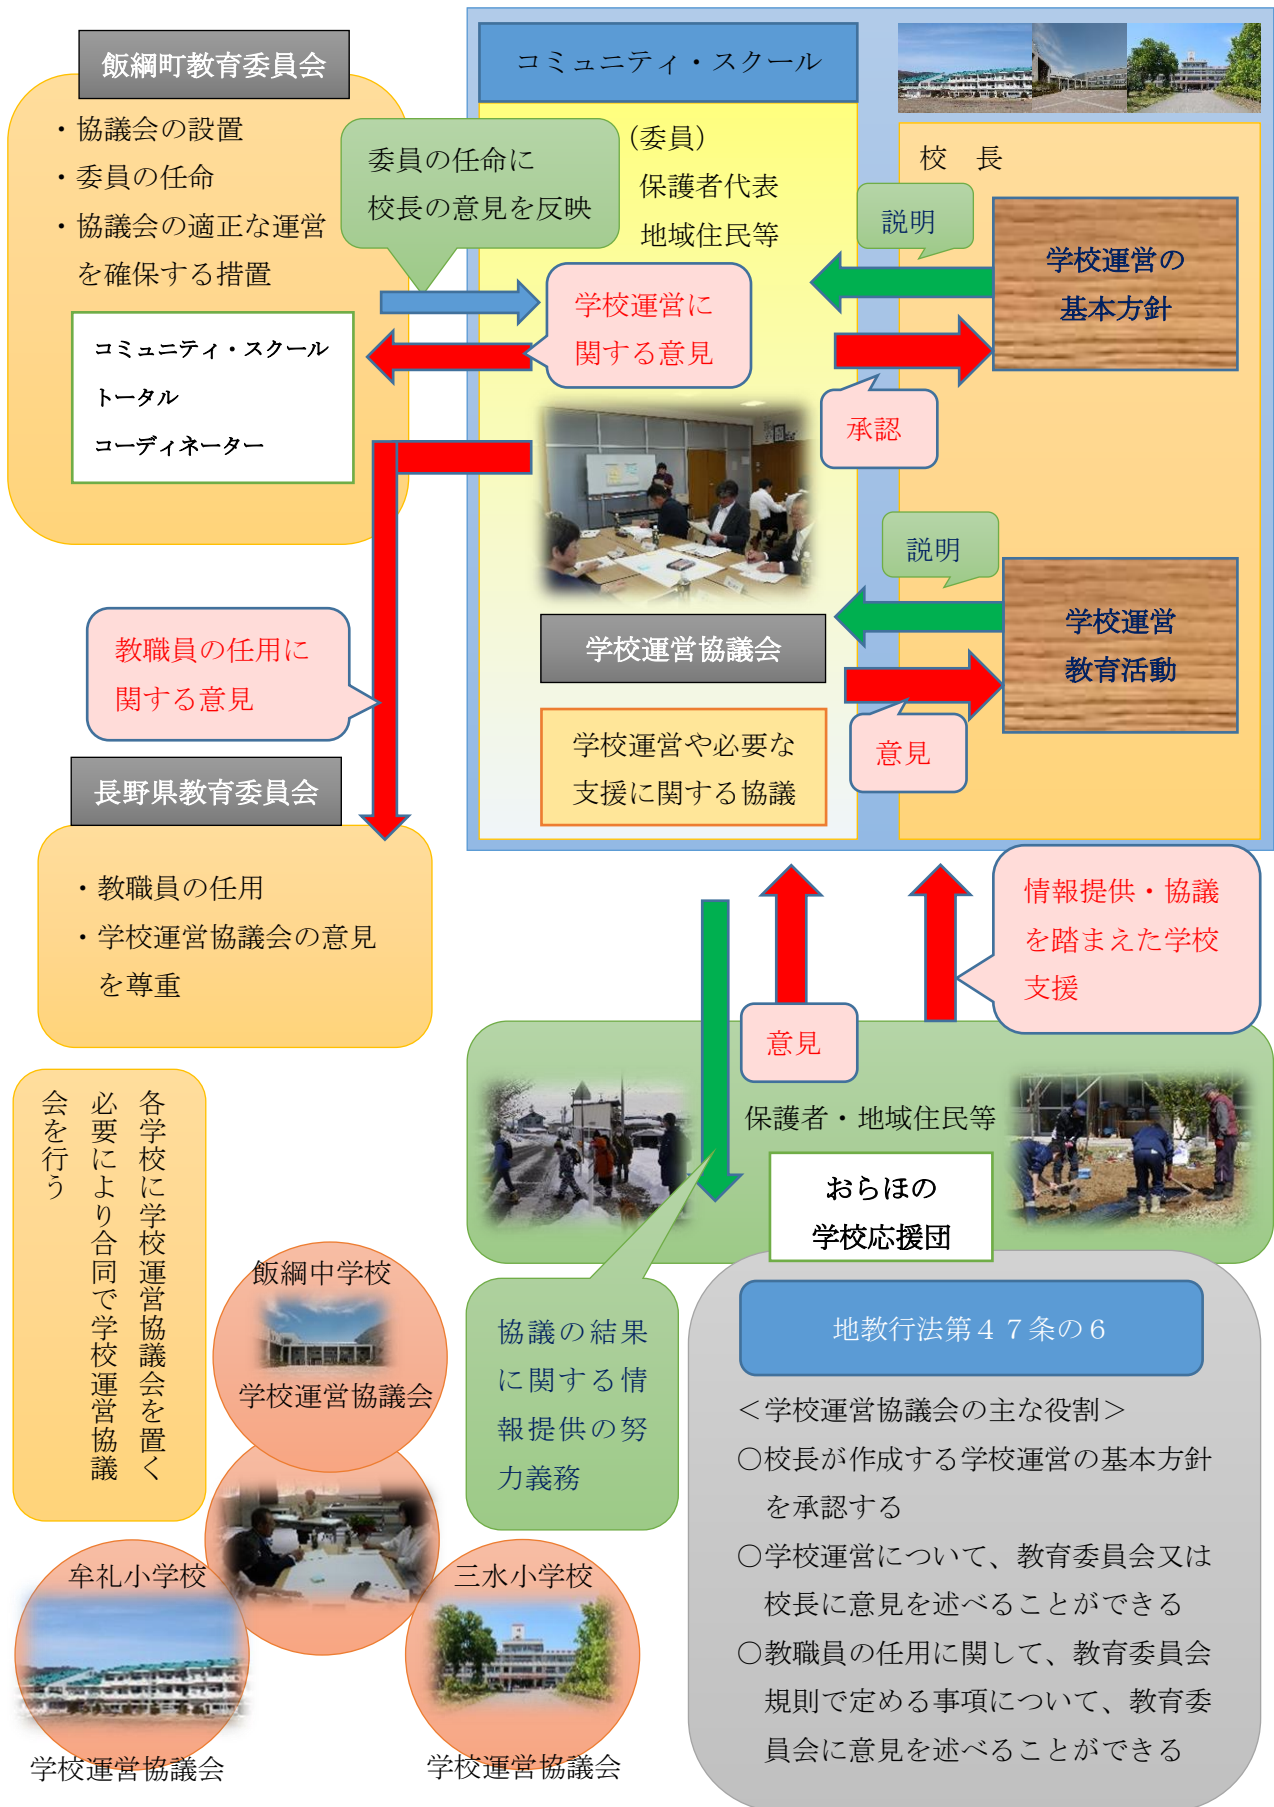 飯綱町教育委員会
・協議会の設置
・委員の任命
・協議会の適正な運営
を確保する措置
コミュニティ・スクール
トータル
コーディネーター
委員の任命に
校長の意見を反映
コミュニティ・スクール
(委員)
保護者代表
地域住民等
学校運営に
関する意見
校 長
説明
学校運営の
基本方針
承認
説明
学校運営
教育活動
意見
学校運営協議会
学校運営や必要な
支援に関する協議
教職員の任用に
関する意見
長野県教育委員会
・教職員の任用
・学校運営協議会の意見
を尊重
情報提供・協議
を踏まえた学校
支援
意見
保護者・地域住民等
おらほの
学校応援団
協議の結果
に関する情
報提供の努
力義務
各学校に学校運営協議会を置く
必要により合同で学校運営協議
会を行う
飯綱中学校
学校運営協議会
牟礼小学校
学校運営協議会
三水小学校
学校運営協議会
地教行法第４７条の６
＜学校運営協議会の主な役割＞
○校長が作成する学校運営の基本方針
を承認する
○学校運営について、教育委員会又は
校長に意見を述べることができる
○教職員の任用に関して、教育委員会
規則で定める事項について、教育委
員会に意見を述べることができる